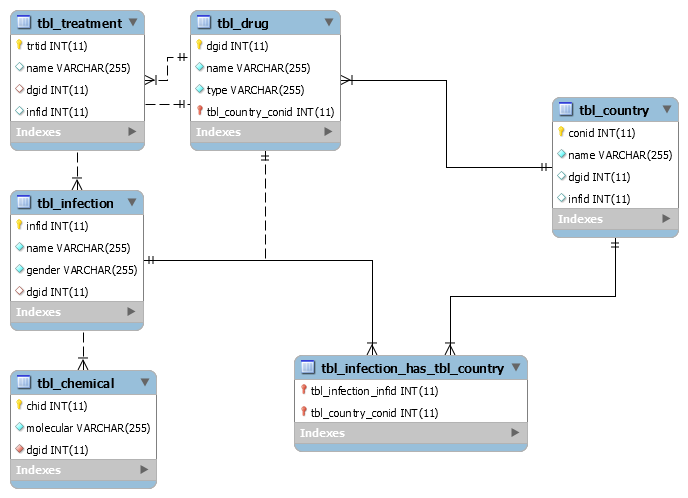 tbl_treatment
trtid INT(11)
name VARCHAR(255)
dgid INT(11)
infid INT(11)
Indexes
tbl_drug
dgid INT(11)
name VARCHAR(255)
type VARCHAR(255)
tbl_country_conid INT(11)
Indexes
tbl_country
conid INT(11)
name VARCHAR(255)
dgid INT(11)
infid INT(11)
Indexes
tbl_infection
infid INT(11)
name VARCHAR(255)
gender VARCHAR(255)
dgid INT(11)
Indexes
tbl_chemical
chid INT(11)
molecular VARCHAR(255)
dgid INT(11)
Indexes
tbl_infection_has_tbl_country
tbl_infection_infid INT(11)
tbl_country_conid INT(11)
Indexes